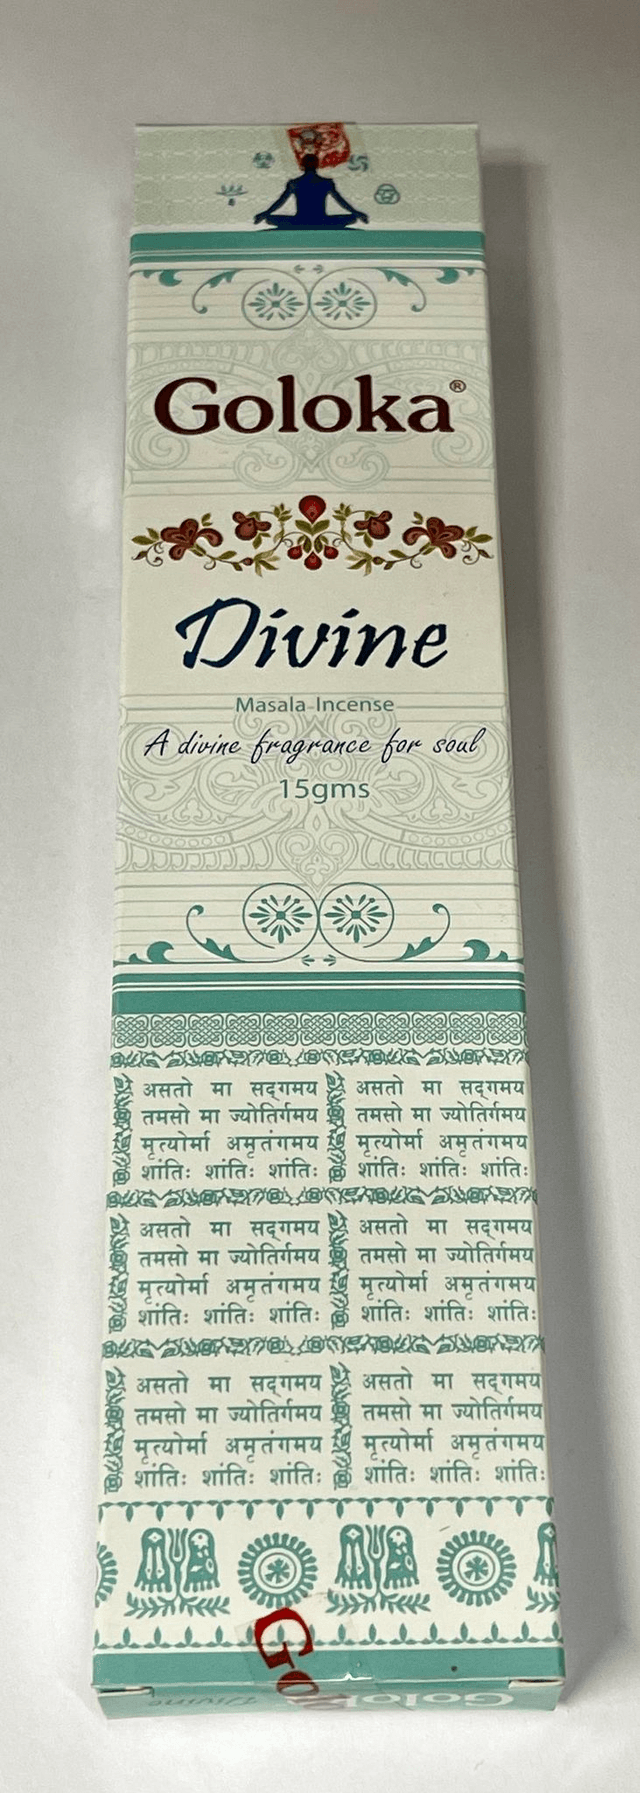 Goloka®
Divine
Masala Incense
A divine fragrance for soul
15gms
असतो मा सद्गमय
तमसो मा ज्योतिर्गमय
मृत्योर्मा अमृतंगमय
शांतिः शांतिः शांतिः
असतो मा सद्गमय
तमसो मा ज्योतिर्गमय
मृत्योर्मा अमृतंगमय
शांतिः शांतिः शांतिः
असतो मा सद्गमय
तमसो मा ज्योतिर्गमय
मृत्योर्मा अमृतंगमय
शांतिः शांतिः शांतिः
असतो मा सद्गमय
तमसो मा ज्योतिर्गमय
मृत्योर्मा अमृतंगमय
शांतिः शांतिः शांतिः
असतो मा सद्गमय
तमसो मा ज्योतिर्गमय
मृत्योर्मा अमृतंगमय
शांतिः शांतिः शांतिः
असतो मा सद्गमय
तमसो मा ज्योतिर्गमय
मृत्योर्मा अमृतंगमय
शांतिः शांतिः शांतिः